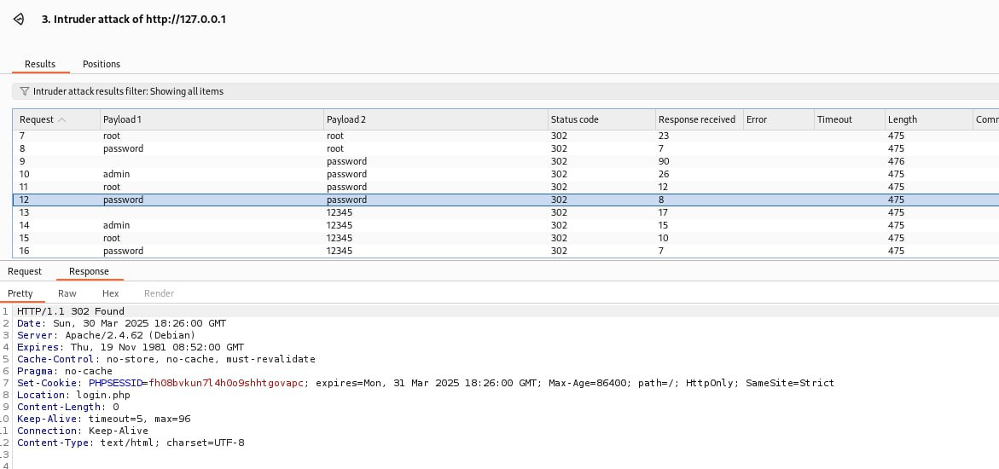 3. Intruder attack of http://127.0.0.1
Results Positions
Intruder attack results filter: Showing all items
Request Payload 1 Payload 2 Status code Response received Error Timeout Length Comm
7 root root 302 23 475
8 password root 302 7 475
9 password 302 90 476
10 admin password 302 26 475
11 root password 302 12 475
12 password password 302 8 475
13 12345 302 17 475
14 admin 12345 302 15 475
15 root 12345 302 10 475
16 password 12345 302 7 475
Request Response
Pretty Raw Hex Render
1 HTTP/1.1 302 Found
2 Date: Sun, 30 Mar 2025 18:26:00 GMT
3 Server: Apache/2.4.62 (Debian)
4 Expires: Thu, 19 Nov 1981 08:52:00 GMT
5 Cache-Control: no-store, no-cache, must-revalidate
6 Pragma: no-cache
7 Set-Cookie: PHPSESSID=fh08bvkun7l4h0o9shhtgovapc; expires=Mon, 31 Mar 2025 18:26:00 GMT; Max-Age=86400; path=/; HttpOnly; SameSite=Strict
8 Location: login.php
9 Content-Length: 0
10 Keep-Alive: timeout=5, max=96
11 Connection: Keep-Alive
12 Content-Type: text/html; charset=UTF-8
13
4